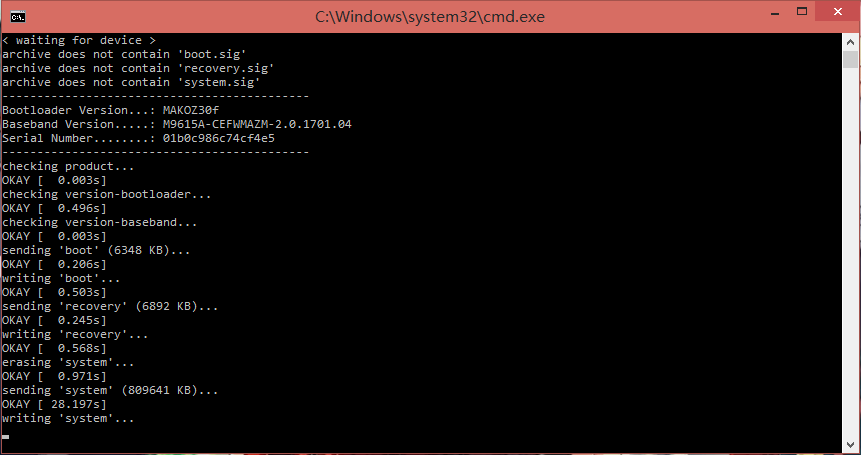 C:\Windows\system32\cmd.exe
< waiting for device >
archive does not contain 'boot.sig'
archive does not contain 'recovery.sig'
archive does not contain 'system.sig'
--------------------------------------------
Bootloader Version...: MAKOZ30f
Baseband Version.....: M9615A-CEFWMAZM-2.0.1701.04
Serial Number........: 01b0c986c74cf4e5
--------------------------------------------
checking product...
OKAY [  0.003s]
checking version-bootloader...
OKAY [  0.496s]
checking version-baseband...
OKAY [  0.003s]
sending 'boot' (6348 KB)...
OKAY [  0.206s]
writing 'boot'...
OKAY [  0.503s]
sending 'recovery' (6892 KB)...
OKAY [  0.245s]
writing 'recovery'...
OKAY [  0.568s]
erasing 'system'...
OKAY [  0.971s]
sending 'system' (809641 KB)...
OKAY [ 28.197s]
writing 'system'...